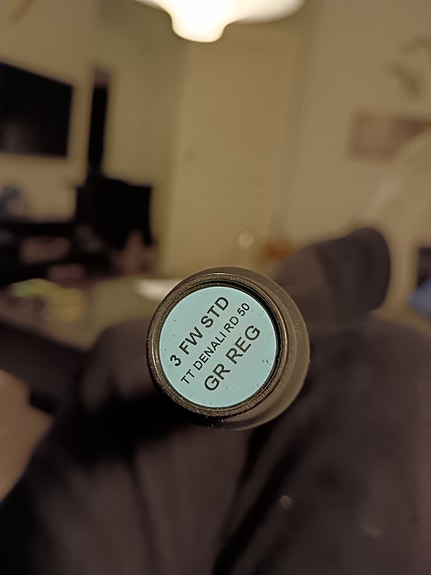 3 FW STD
TT DENALI RD 50
GR REG